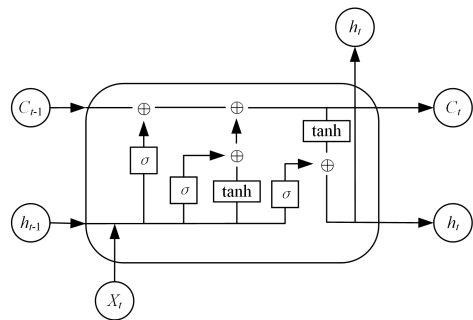 h_t
C_{t-1}
⊕
⊕
C_t
tanh
σ
⊕
⊕
σ
tanh
σ
h_{t-1}
h_t
X_t